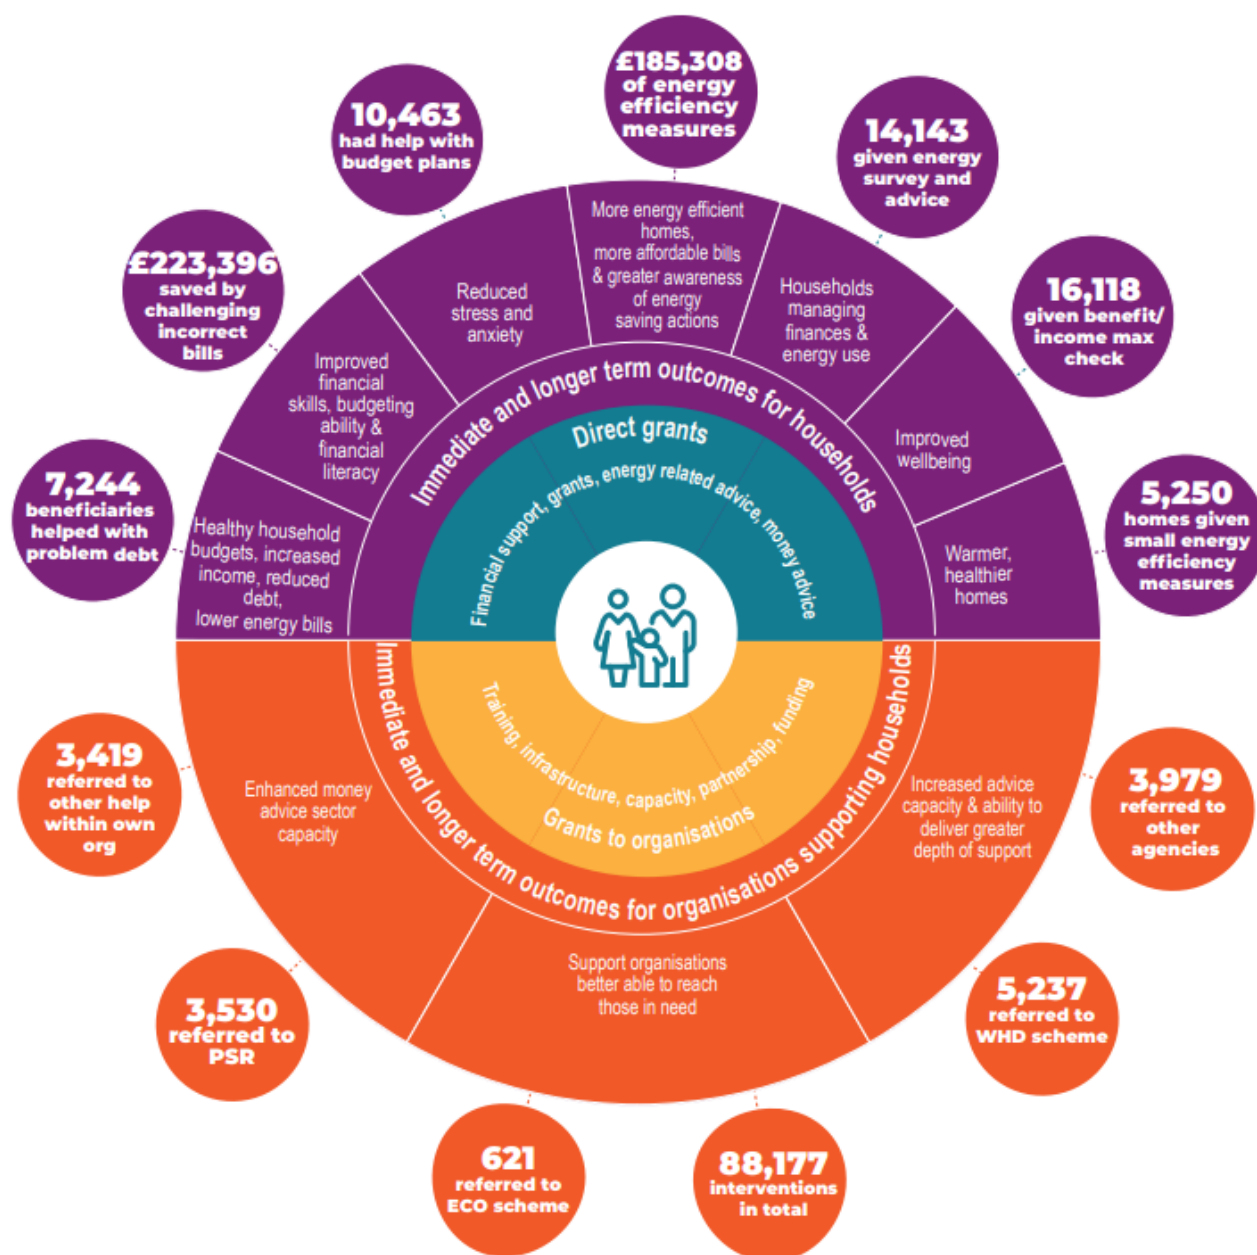 £185,308
of energy
efficiency
measures
10,463
had help with
budget plans
14,143
given energy
survey and
advice
£223,396
saved by
challenging
incorrect
bills
16,118
given benefit/
income max
check
7,244
beneficiaries
helped with
problem debt
5,250
homes given
small energy
efficiency
measures
Healthy household
budgets, increased
income, reduced
debt,
lower energy bills
Improved
financial
skills, budgeting
ability &
financial
literacy
Reduced
stress and
anxiety
More energy efficient
homes,
more affordable bills
& greater awareness
of energy
saving actions
Households
managing
finances &
energy use
Improved
wellbeing
Warmer,
healthier
homes
Immediate and longer term outcomes for households
Direct grants
Financial support, grants, energy related advice, money advice
Training, infrastructure, capacity, partnership, funding
Grants to organisations
Immediate and longer term outcomes for organisations supporting households
Enhanced money
advice sector
capacity
Support organisations
better able to reach
those in need
Increased advice
capacity & ability to
deliver greater
depth of support
3,419
referred to
other help
within own
org
3,979
referred to
other
agencies
3,530
referred to
PSR
5,237
referred to
WHD scheme
621
referred to
ECO scheme
88,177
interventions
in total